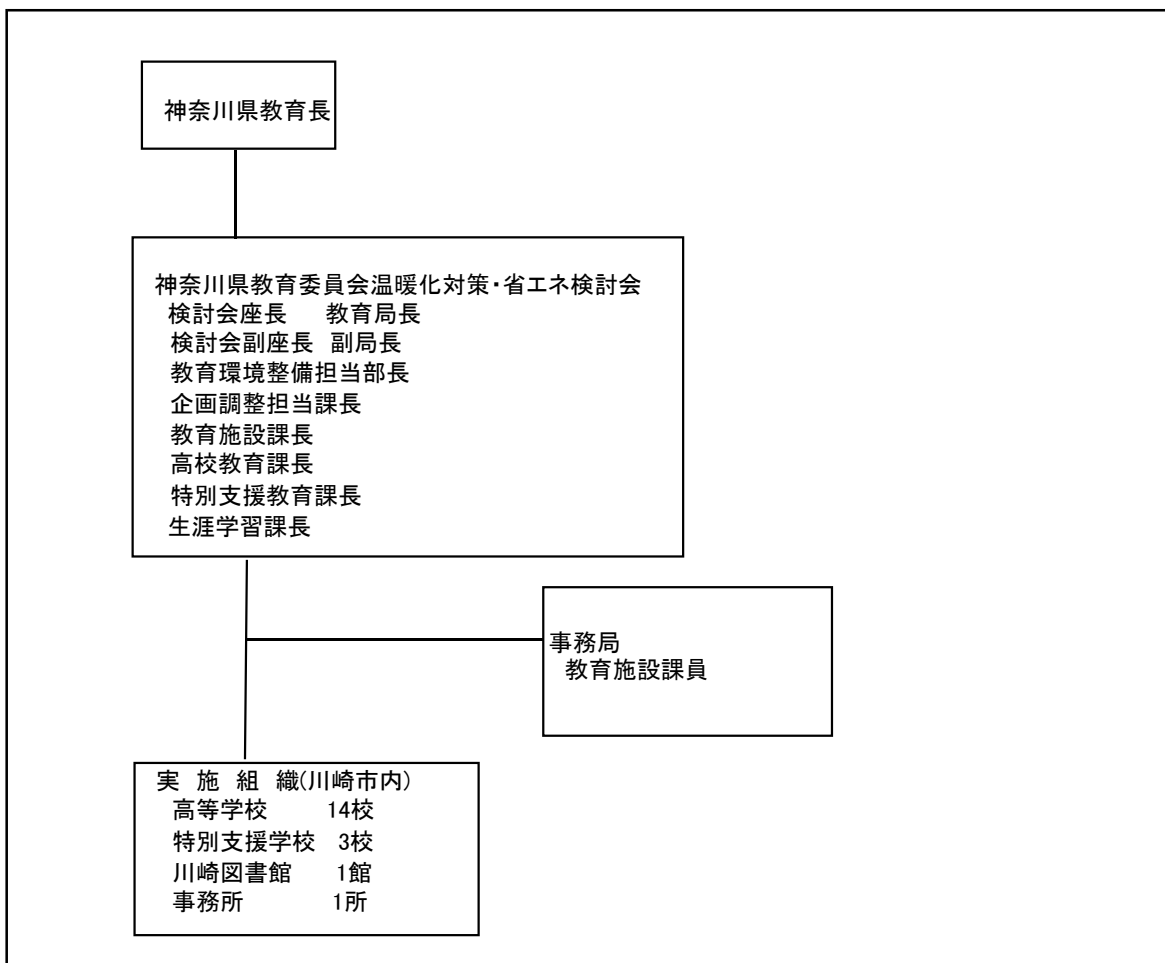 神奈川県教育長
神奈川県教育委員会温暖化対策・省エネ検討会
検討会座長　　教育局長
検討会副座長　副局長
教育環境整備担当部長
企画調整担当課長
教育施設課長
高校教育課長
特別支援教育課長
生涯学習課長
事務局
教育施設課員
実　施　組　織(川崎市内)
高等学校　　　14校
特別支援学校　3校
川崎図書館　　1館
事務所　　　　1所